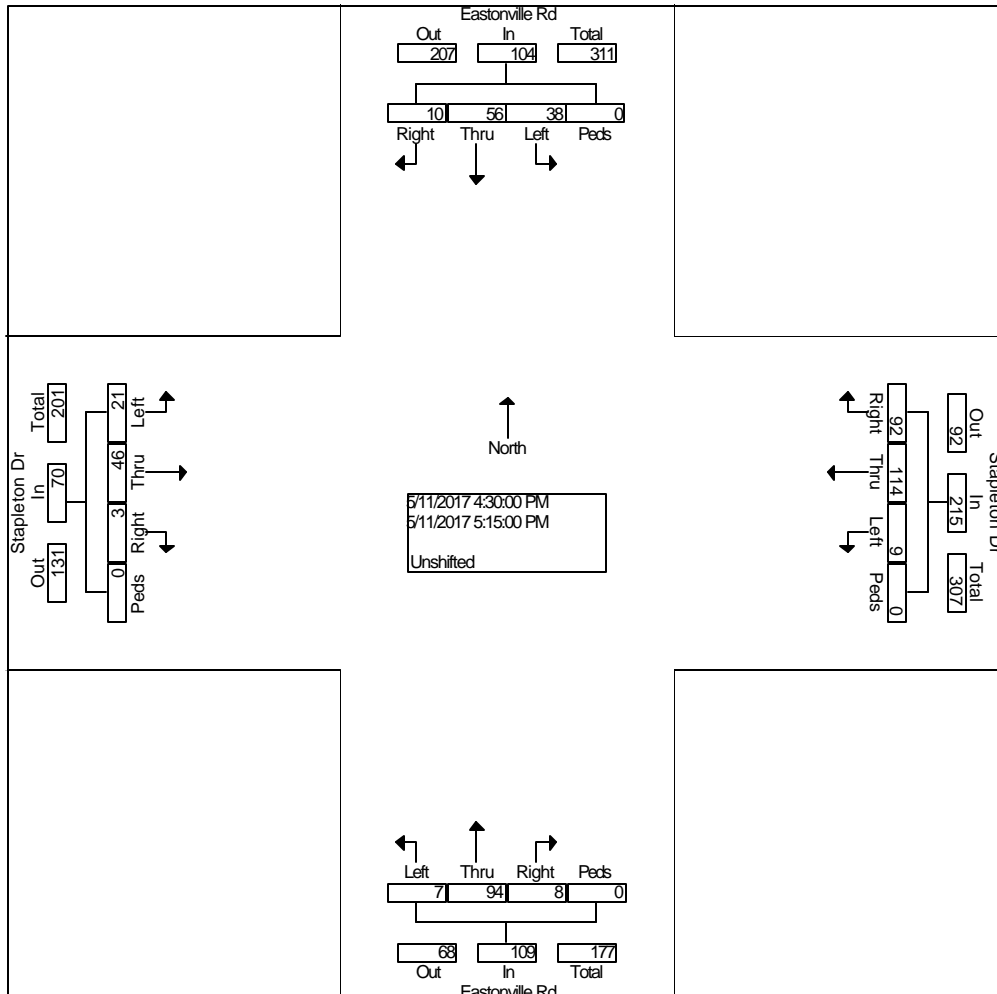 Eastonville Rd
Out In Total
207 104 311
10 56 38 0
Right Thru Left Peds
Stapleton Dr
Total In Out
201 70 131
21 46 3 0
Left Thru Right Peds
North
5/11/2017 4:30:00 PM
5/11/2017 5:15:00 PM
Unshifted
Right Thru Left Peds
92 114 9 0
Out In Total
92 215 307
Stapleton Dr
Left Thru Right Peds
7 94 8 0
68 109 177
Out In Total
Eastonville Rd